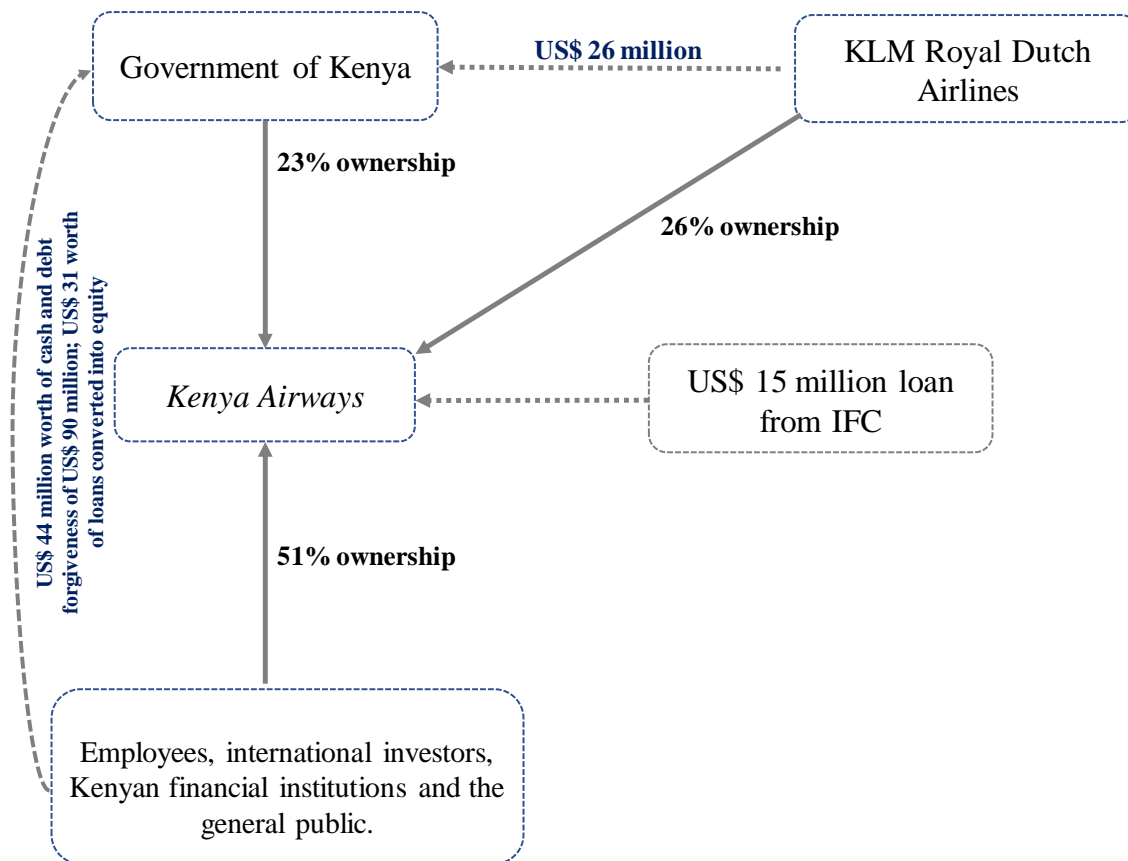 Government of Kenya
US$ 26 million
KLM Royal Dutch
Airlines
23% ownership
26% ownership
US$ 44 million worth of cash and debt
forgiveness of US$ 90 million; US$ 31 worth
of loans converted into equity
Kenya Airways
US$ 15 million loan
from IFC
51% ownership
Employees, international investors,
Kenyan financial institutions and the
general public.